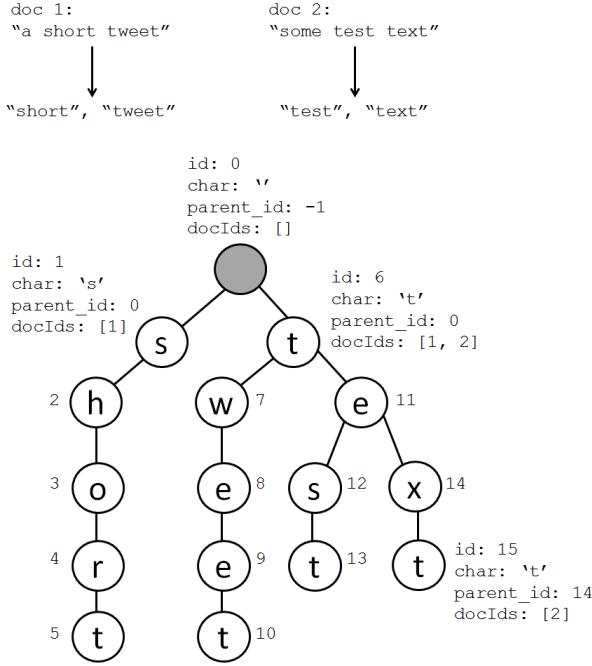 doc 1:
“a short tweet”
doc 2:
“some test text”
“short”, “tweet”
“test”, “text”
id: 0
char: ‘’
parent_id: -1
docIds: []
id: 1
char: ‘s’
parent_id: 0
docIds: [1]
id: 6
char: ‘t’
parent_id: 0
docIds: [1, 2]
s
t
2 h
w 7
e 11
3 o
e 8
s 12
x 14
4 r
e 9
t 13
t
id: 15
char: ‘t’
parent_id: 14
docIds: [2]
5 t
t 10